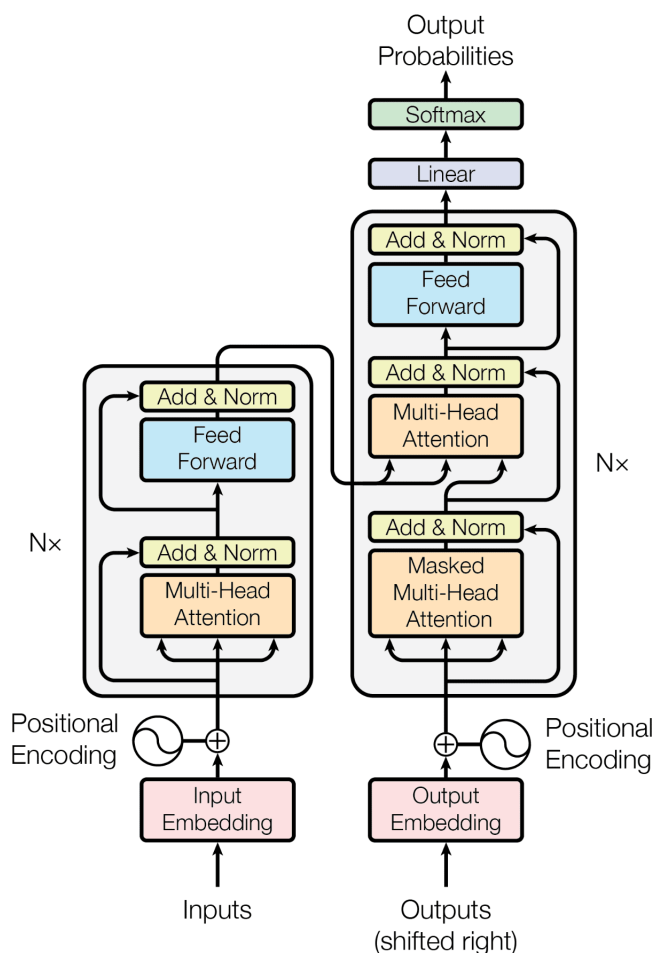 Output
Probabilities
Softmax
Linear
Add & Norm
Feed
Forward
Add & Norm
Multi-Head
Attention
Add & Norm
Masked
Multi-Head
Attention
Nx
Add & Norm
Feed
Forward
Add & Norm
Multi-Head
Attention
Nx
Positional
Encoding
Positional
Encoding
Input
Embedding
Output
Embedding
Inputs
Outputs
(shifted right)